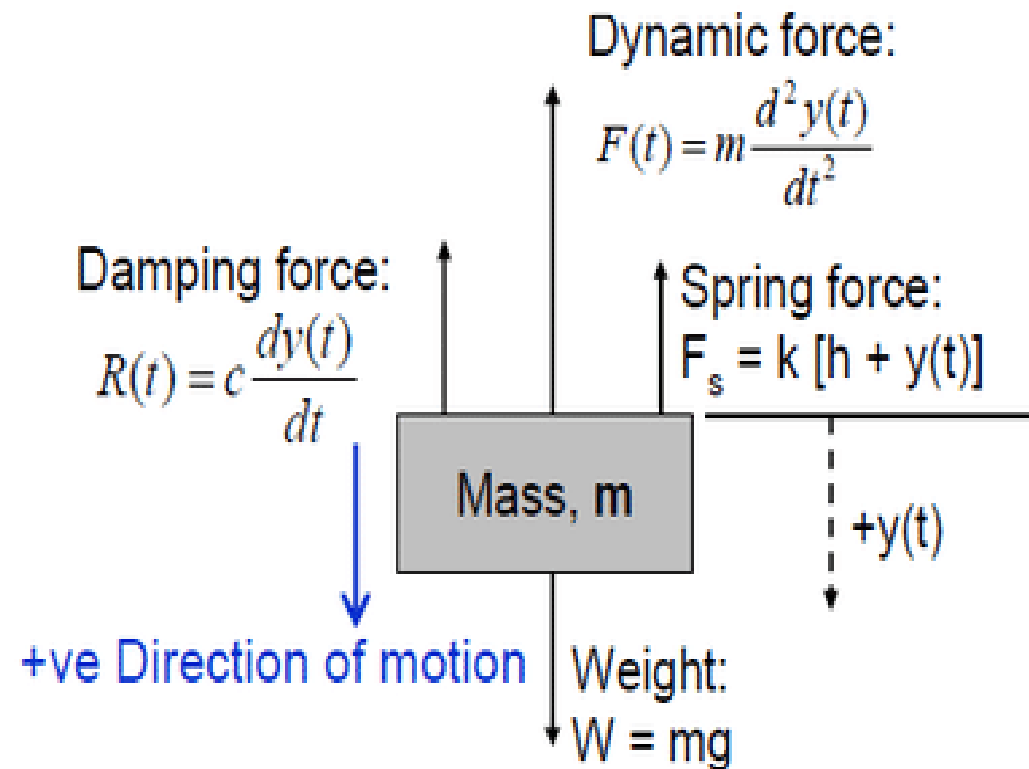 Dynamic force:
F(t) = m d²y(t)/dt²
Damping force:
R(t) = c dy(t)/dt
Spring force:
Fₛ = k [h + y(t)]
Mass, m
+y(t)
+ve Direction of motion
Weight:
W = mg